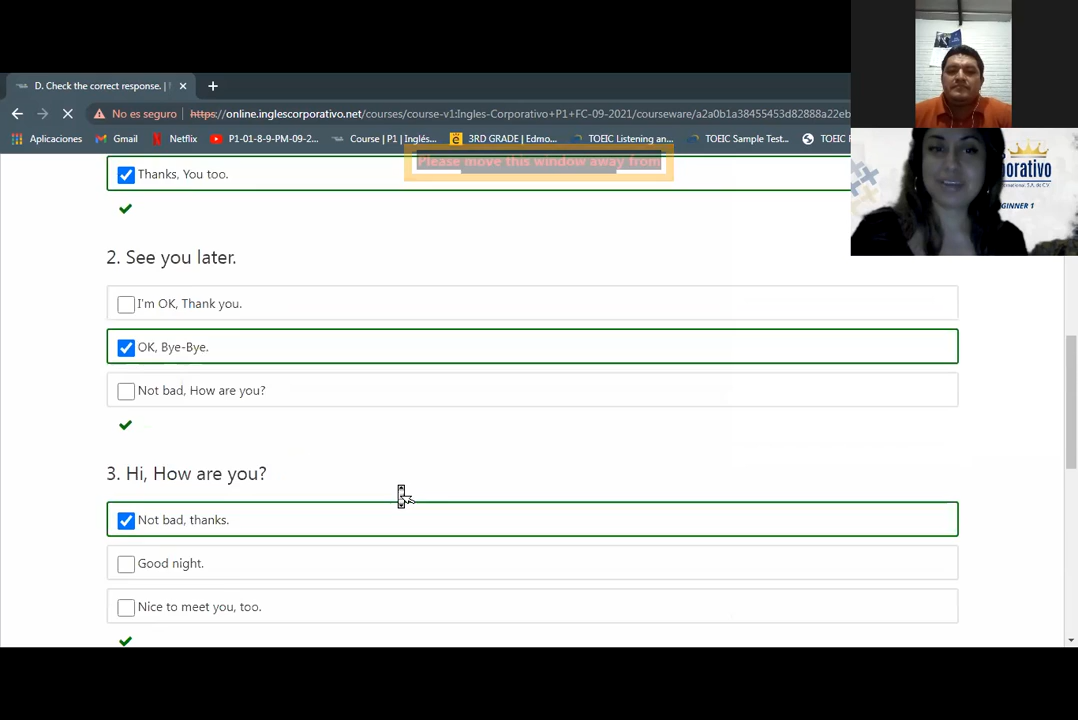 D. Check the correct response. |
No es seguro
https://online.inglescorporativo.net/courses/course-v1:Ingles-Corporativo+P1+FC-09-2021/courseware/a2a0b1a38455453d82888a22eb
Aplicaciones
Gmail
Netflix
P1-01-8-9-PM-09-2...
Course | P1 | Inglés...
3RD GRADE | Edmo...
TOEIC Listening an...
TOEIC Sample Test...
TOEIC
Please move this window away from
Thanks, You too.
2. See you later.
I'm OK, Thank you.
OK, Bye-Bye.
Not bad, How are you?
3. Hi, How are you?
Not bad, thanks.
Good night.
Nice to meet you, too.
orporativo
International, S.A. de C.V.
GINNER 1